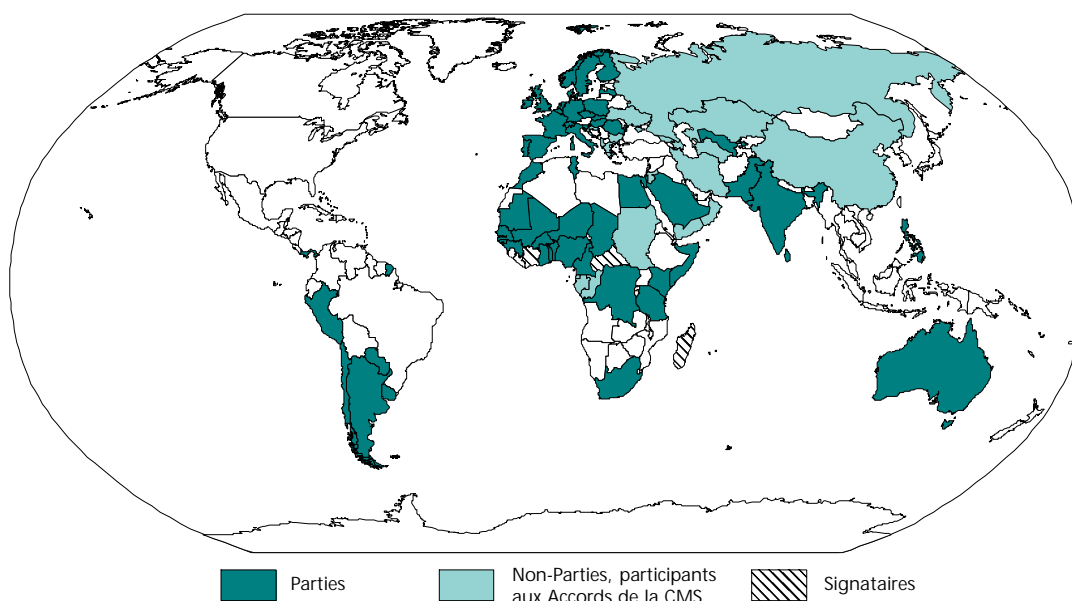 Parties
Non-Parties, participants
aux Accords de la CMS
Signataires